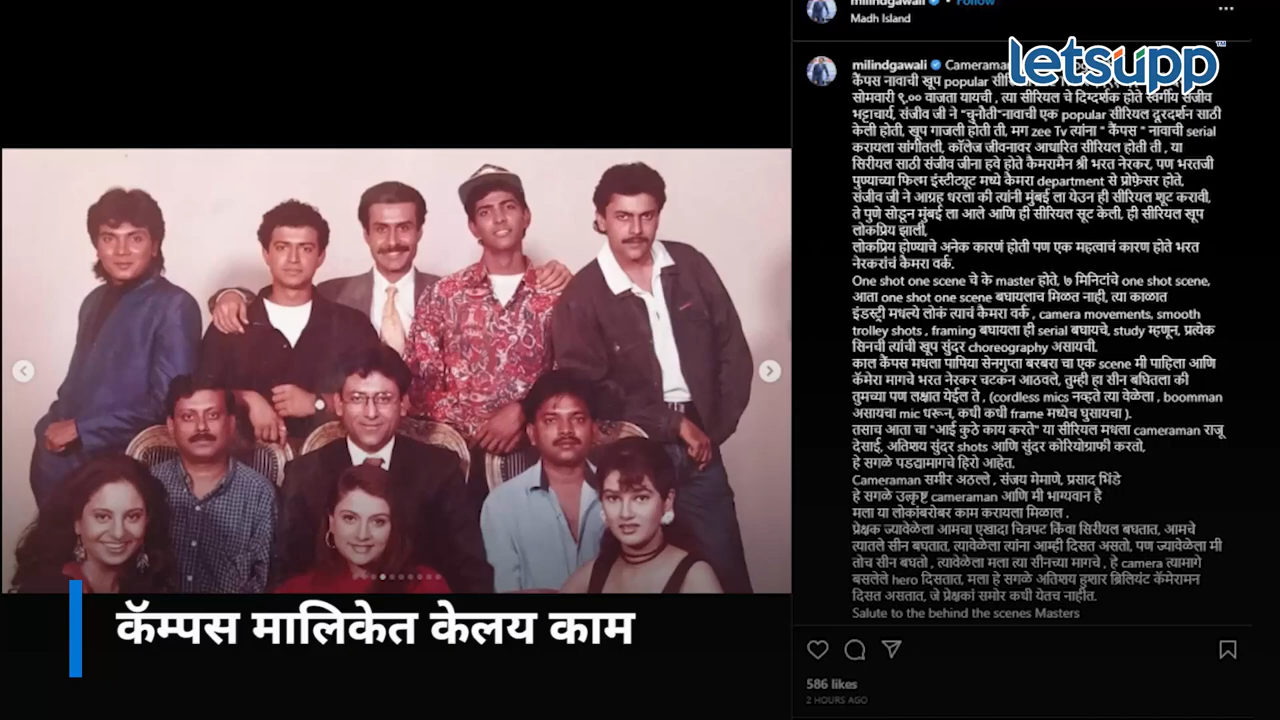 milindgawali • Follow
Madh Island
letsupp TM
milindgawali Cameraman
कैंपस नावाची खूप popular
सोमवारी ९.०० वाजता यायची , त्या सीरियल चे दिग्दर्शक होते स्वर्गीय संजीव
भट्टाचार्य, संजीव जी ने "चुनौती"नावाची एक popular सीरियल दूरदर्शन साठी
केली होती, खूप गाजली होती ती, मग zee Tv त्यांना " कैंपस " नावाची serial
करायला सांगीतली, कॉलेज जीवनावर आधारित सीरियल होती ती , या
सिरीयल साठी संजीव जीना हवे होते कैमरामैन श्री भरत नेरकर, पण भरतजी
पुण्याच्या फिल्म इंस्टीट्यूट मध्ये कैमरा department से प्रोफ़ेसर होते,
संजीव जी ने आग्रह धरला की त्यांनी मुंबई ला येउन ही सीरियल शूट करावी,
ते पुणे सोडून मुंबई ला आले आणि ही सीरियल सूट केली, ही सीरियल खूप
लोकप्रिय झाली,
लोकप्रिय होण्याचे अनेक कारणं होती पण एक महत्वाचं कारण होते भरत
नेरकरांचं कैमरा वर्क.
One shot one scene चे के master होते, ७ मिनिटांचे one shot scene,
आता one shot one scene बघायलाच मिळत नाही, त्या काळात
इंडस्ट्री मधल्ये लोकं त्याचं कैमरा वर्क , camera movements, smooth
trolley shots , framing बघायला ही serial बघायचे, study म्हणून, प्रत्येक
सिनची त्यांची खूप सुंदर choreography असायची.
काल कैंपस मधला पापिया सेनगुप्ता बरबरा चा एक scene मी पाहिला आणि
कॅमेरा मागचे भरत नेरकर चटकन आठवले, तुम्ही हा सीन बघितला की
तुमच्या पण लक्षात येईल ते , (cordless mics नव्हते त्या वेळेला , boomman
असायचा mic धरून, कधी कधी frame मध्येच घुसायचा ).
तसाच आता चा "आई कुठे काय करते" या सीरियल मधला cameraman राजू
देसाई, अतिशय सुंदर shots आणि सुंदर कोरियोग्राफी करतो,
हे सगळे पडद्यामागचे हिरो आहेत.
Cameraman समीर अठल्ले , संजय मेमाणे, प्रसाद भिंडे
हे सगळे उत्कृष्ट cameraman आणि मी भाग्यवान है
मला या लोकांबरोबर काम करायला मिळाल .
प्रेक्षक ज्यावेळेला आमचा एखादा चित्रपट किंवा सिरीयल बघतात, आमचे
त्यातले सीन बघतात, त्यावेळेला त्यांना आम्ही दिसत असतो, पण ज्यावेळेला मी
तोच सीन बघतो , त्यावेळेला मला त्या सीनच्या मागचे , हे camera त्यामागे
बसलेले hero दिसतात, मला हे सगळे अतिशय हुशार ब्रिलियंट कॅमेरामन
दिसत असतात, जे प्रेक्षकां समोर कधी येतच नाहीत.
Salute to the behind the scenes Masters
586 likes
2 HOURS AGO
कॅम्पस मालिकेत केलय काम